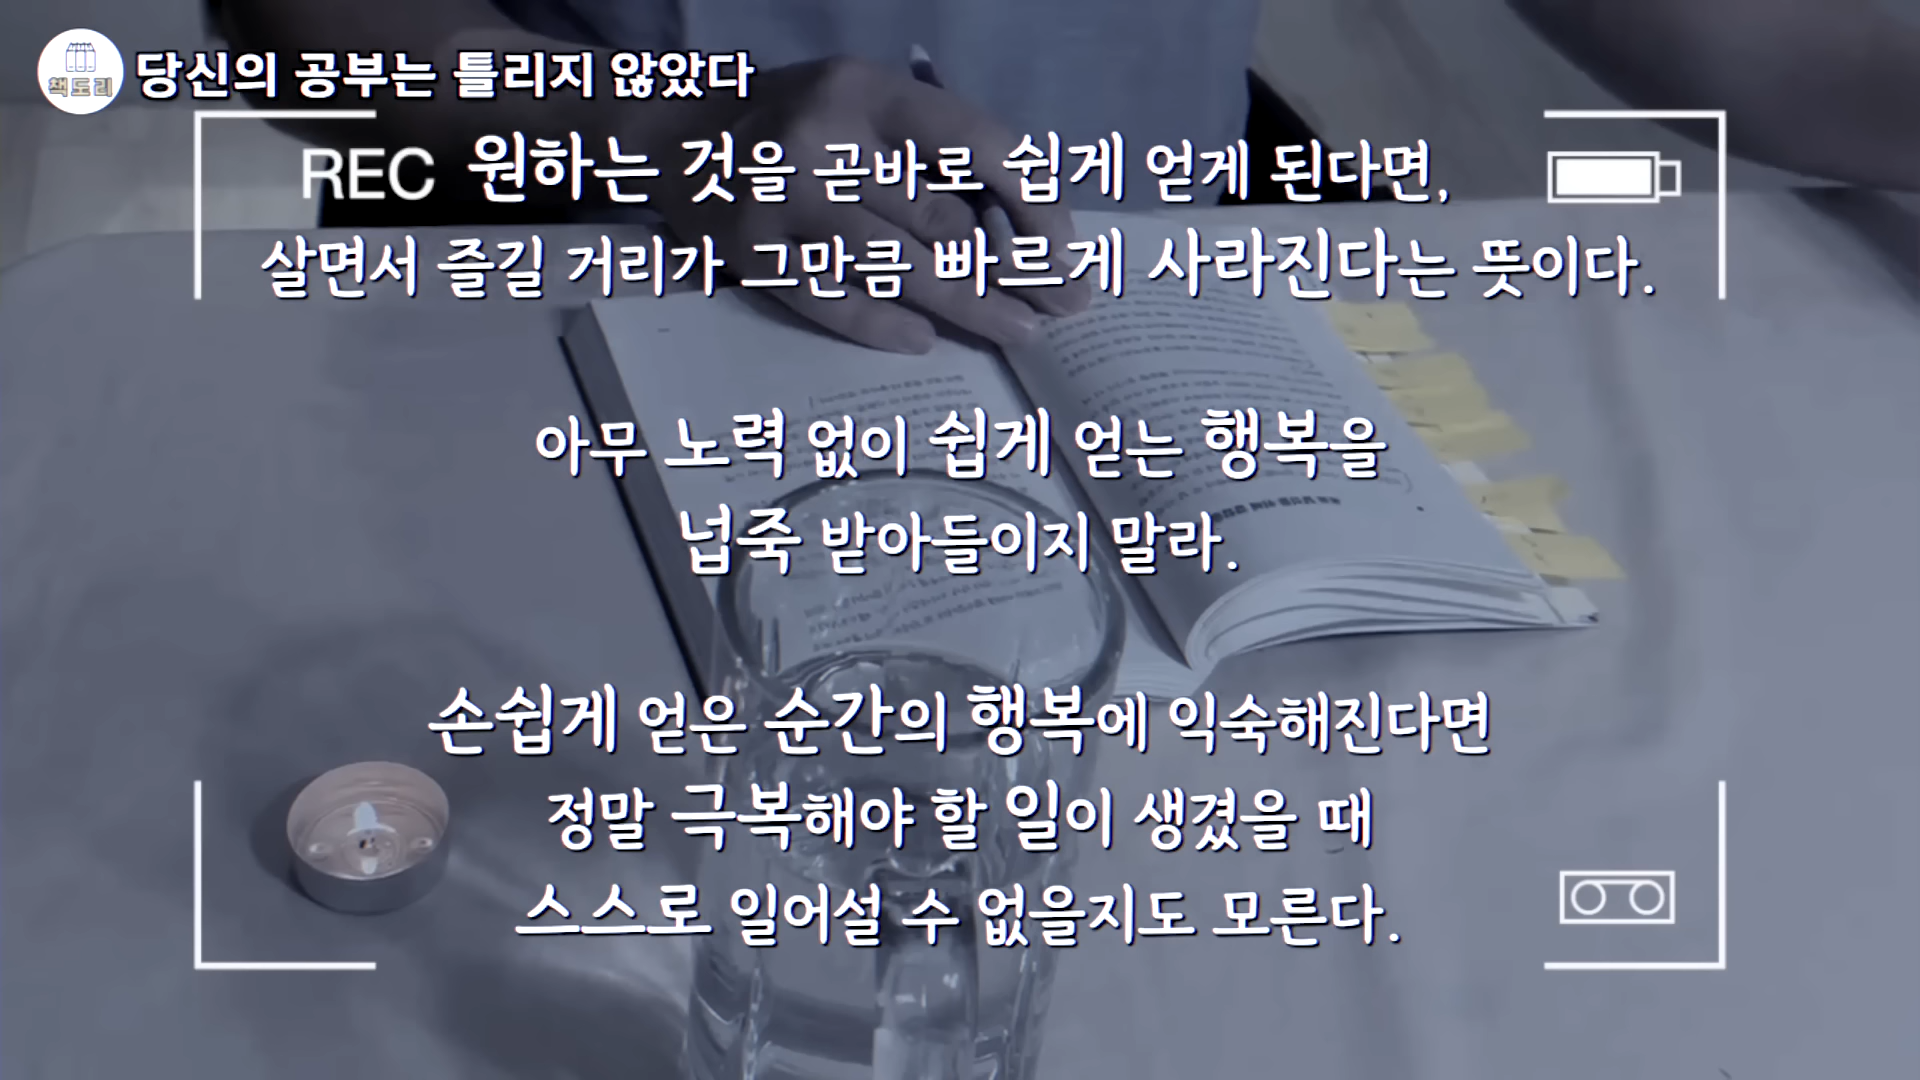 책도리
당신의 공부는 틀리지 않았다
REC
원하는 것을 곧바로 쉽게 얻게 된다면,
살면서 즐길 거리가 그만큼 빠르게 사라진다는 뜻이다.
아무 노력 없이 쉽게 얻는 행복을
넙죽 받아들이지 말라.
손쉽게 얻은 순간의 행복에 익숙해진다면
정말 극복해야 할 일이 생겼을 때
스스로 일어설 수 없을지도 모른다.